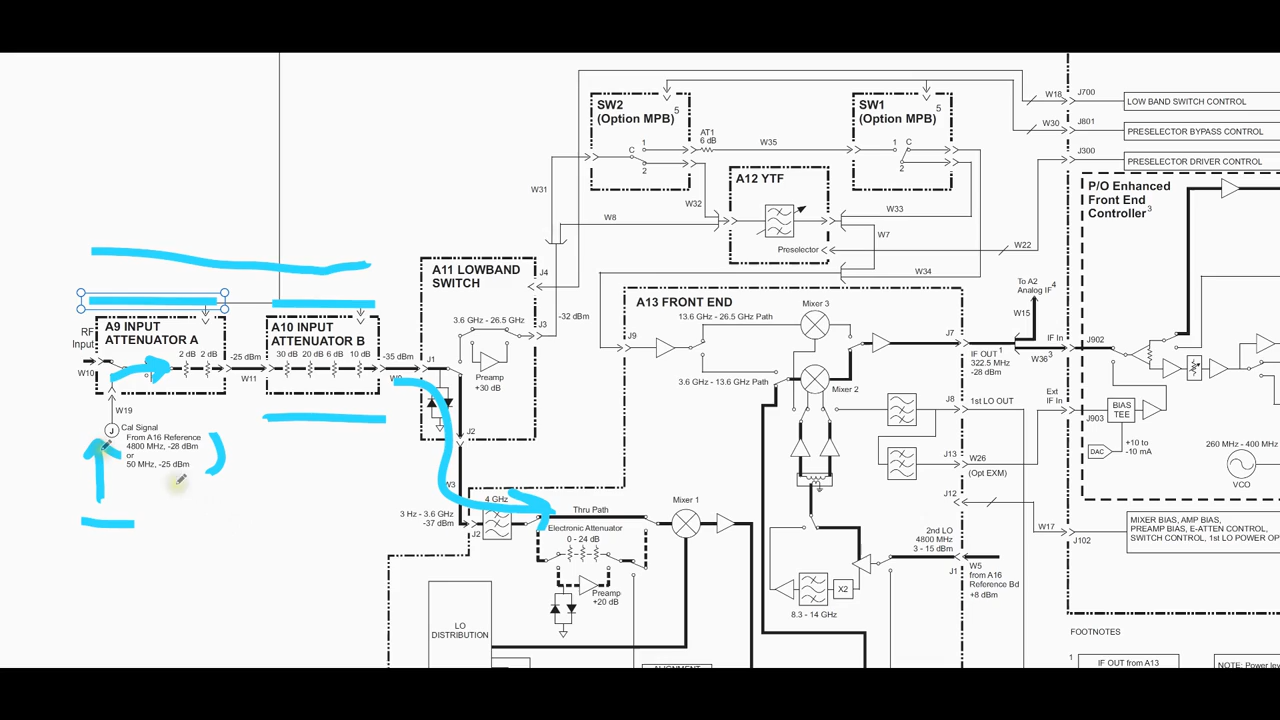 SW2
(Option MPB)
5
1
C
2
AT1
6 dB
W35
SW1
(Option MPB)
5
1
C
2
W18
J700
LOW BAND SWITCH CONTROL
W30
J801
PRESELECTOR BYPASS CONTROL
J300
PRESELECTOR DRIVER CONTROL
W31
W32
A12 YTF
W33
W8
W7
Preselector
W22
W34
P/O Enhanced
Front End
Controller3
A11 LOWBAND
SWITCH
J4
3.6 GHz - 26.5 GHz
J3
-32 dBm
J1
Preamp
+30 dB
J2
A13 FRONT END
Mixer 3
13.6 GHz - 26.5 GHz Path
J9
3.6 GHz - 13.6 GHz Path
Mixer 2
J7
IF OUT1
322.5 MHz
-28 dBm
To A2
Analog IF4
W15
IF In
J902
W363
Ext
IF In
J903
BIAS
TEE
DAC
+10 to
-10 mA
260 MHz - 400 MHz
VCO
RF
Input
W10
A9 INPUT
ATTENUATOR A
2 dB 2 dB
-25 dBm
W11
A10 INPUT
ATTENUATOR B
30 dB 20 dB 6 dB 10 dB
-35 dBm
W19
Cal Signal
From A16 Reference
4800 MHz, -28 dBm
or
50 MHz, -25 dBm
W3
3 Hz - 3.6 GHz
-37 dBm
J2
4 GHz
Thru Path
Electronic Attenuator
0 - 24 dB
Preamp
+20 dB
Mixer 1
J8
1st LO OUT
J13
W26
(Opt EXM)
J12
W17
J102
MIXER BIAS, AMP BIAS,
PREAMP BIAS, E-ATTEN CONTROL,
SWITCH CONTROL, 1st LO POWER OP
2nd LO
4800 MHz
3 - 15 dBm
J1
W5
from A16
Reference Bd
+8 dBm
X2
8.3 - 14 GHz
LO
DISTRIBUTION
FOOTNOTES
1
IF OUT from A13
NOTE: Power lev